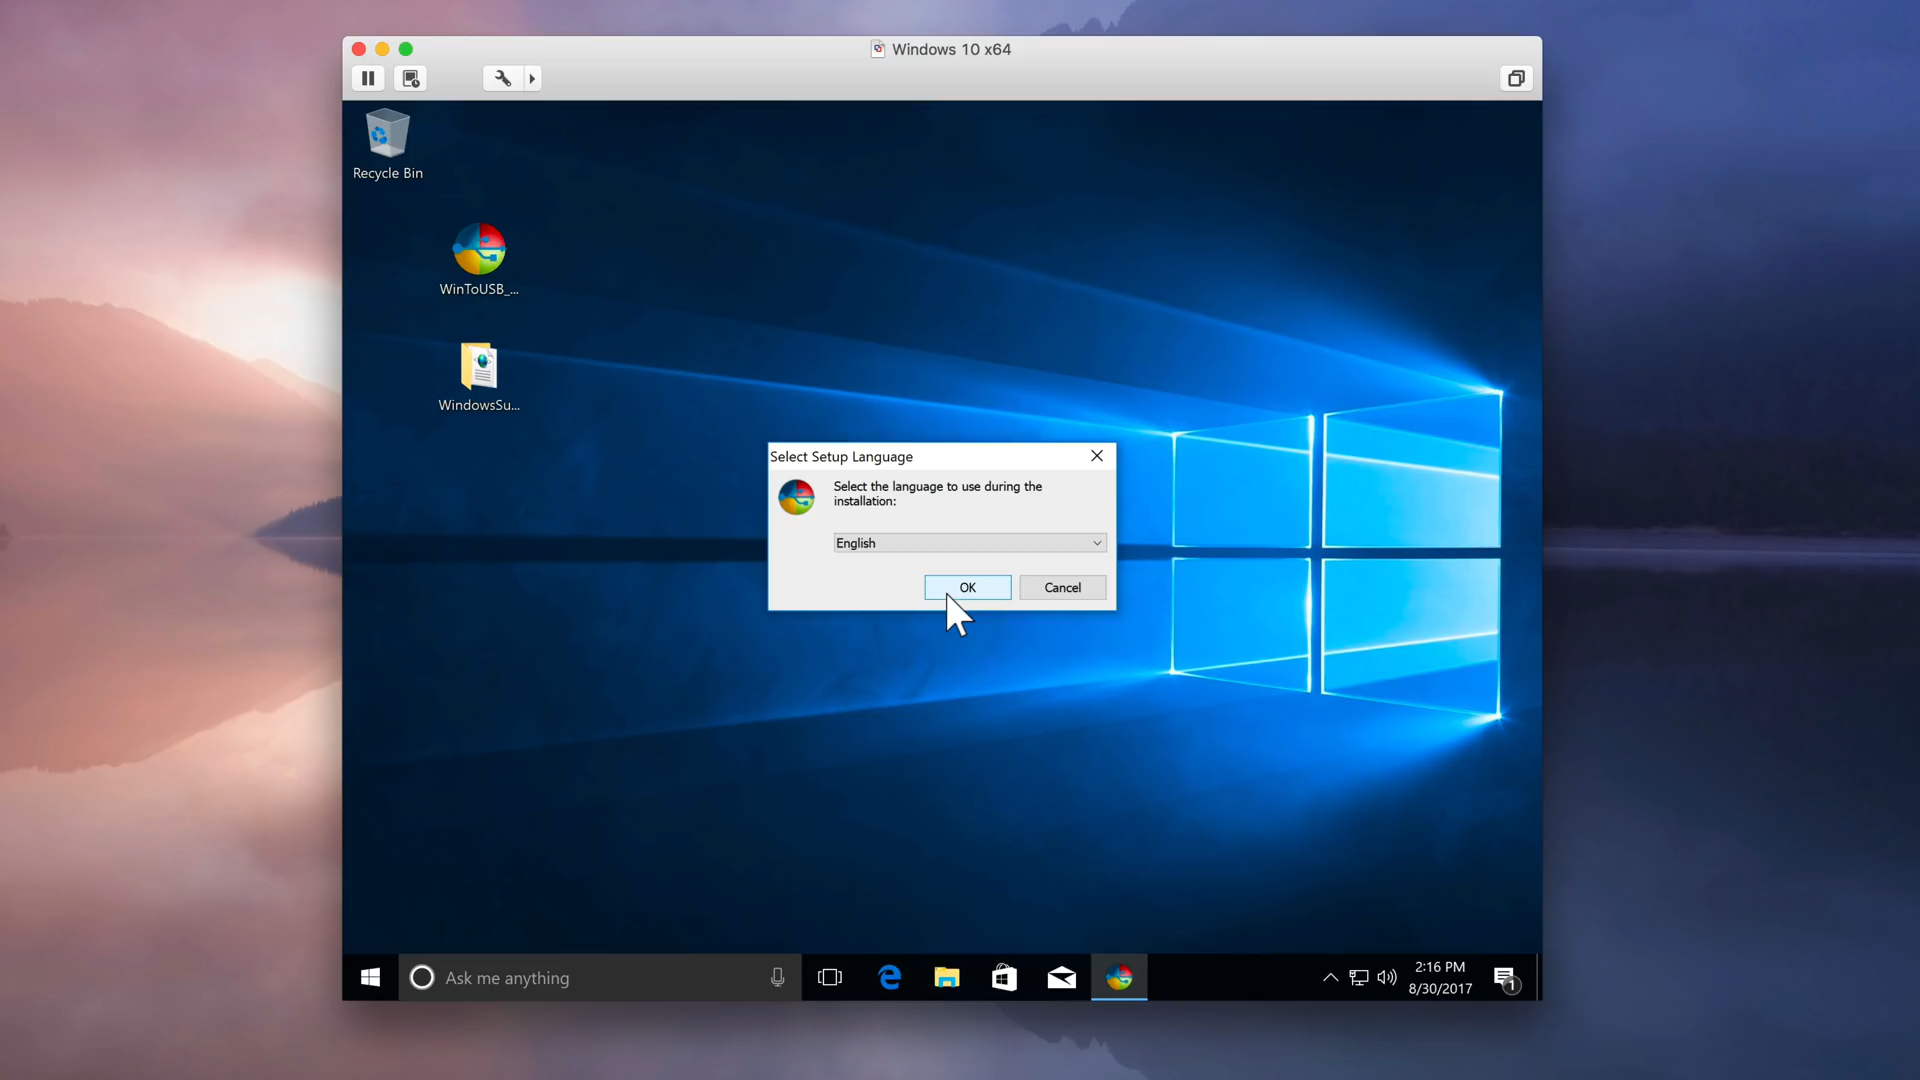 Windows 10 x64
Recycle Bin
WinToUSB_...
WindowsSu...
Select Setup Language
Select the language to use during the
installation:
English
OK
Cancel
Ask me anything
2:16 PM
8/30/2017
1